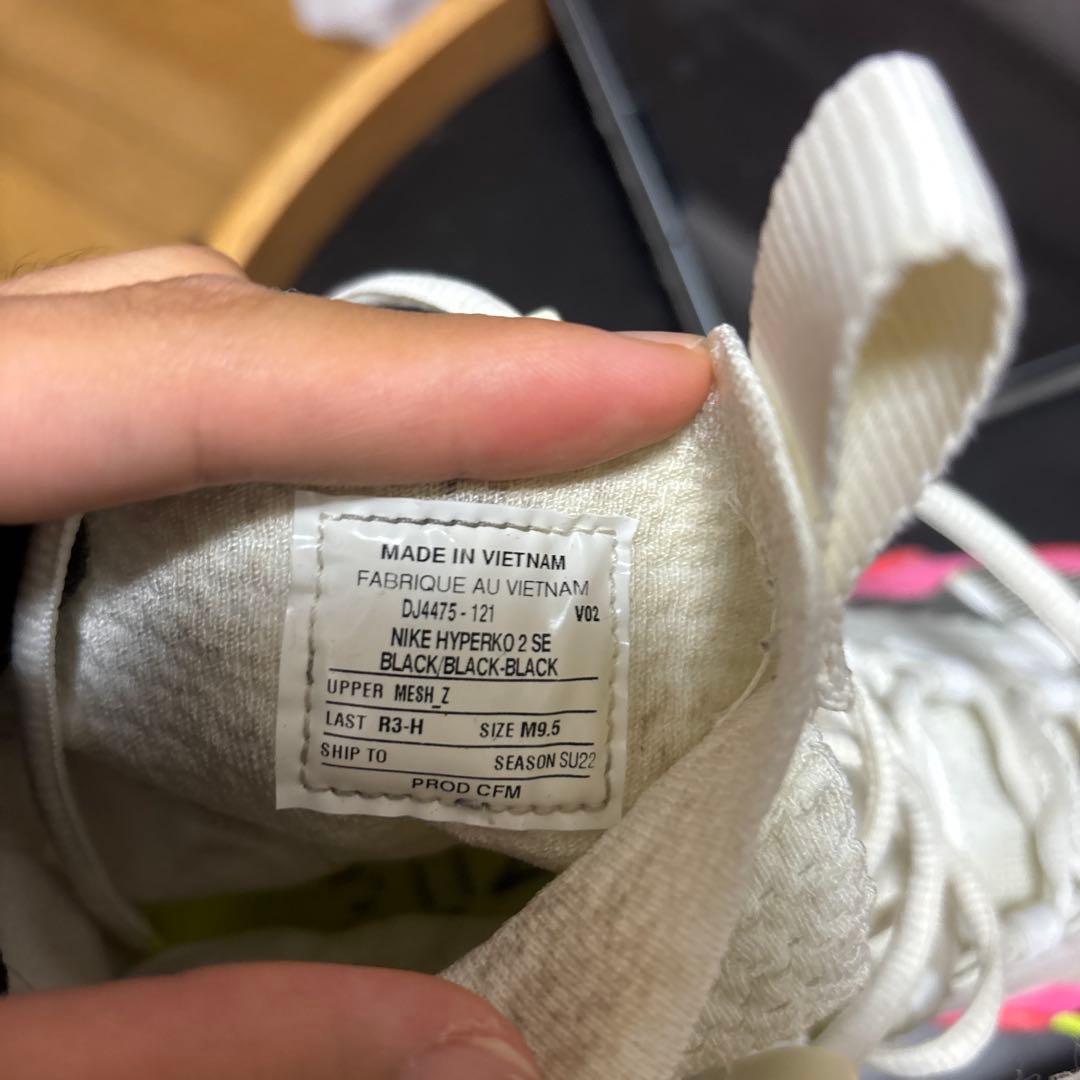 MADE IN VIETNAM
FABRIQUE AU VIETNAM
DJ4475 - 121 V02
NIKE HYPERKO 2 SE
BLACK/BLACK-BLACK
UPPER MESH_Z
LAST R3-H SIZE M9.5
SHIP TO SEASON SU22
PROD CFM